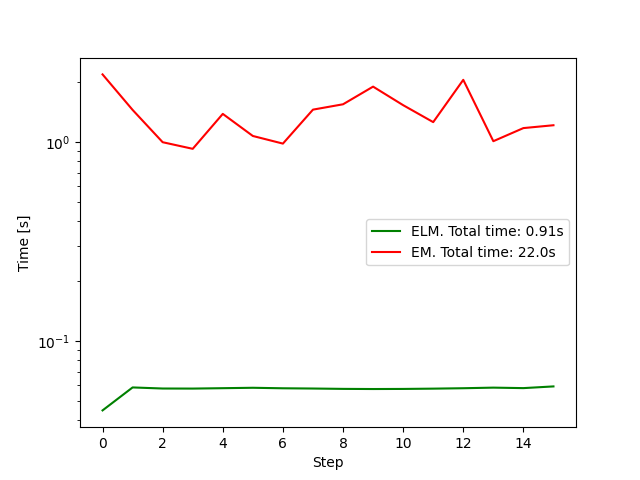 10⁰
10⁻¹
Time [s]
ELM. Total time: 0.91s
EM. Total time: 22.0s
0 2 4 6 8 10 12 14
Step